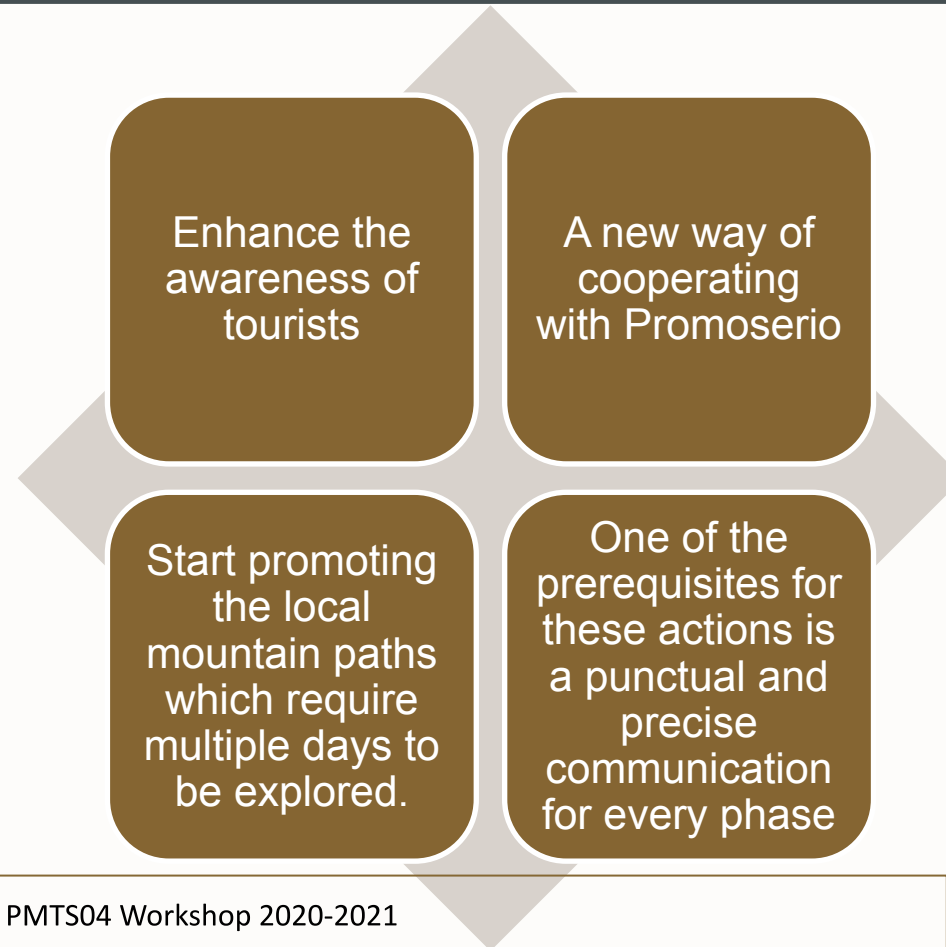 Enhance the
awareness of
tourists
A new way of
cooperating
with Promoserio
Start promoting
the local
mountain paths
which require
multiple days to
be explored.
One of the
prerequisites for
these actions is
a punctual and
precise
communication
for every phase
PMTS04 Workshop 2020-2021